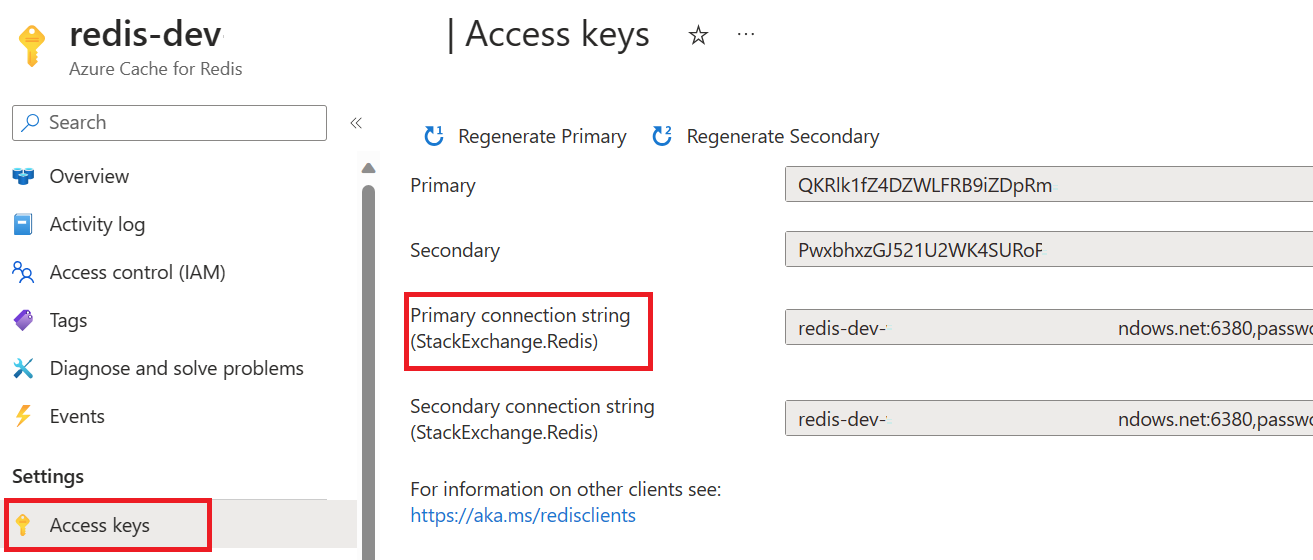 redis-dev | Access keys
Azure Cache for Redis
Search
Overview
Activity log
Access control (IAM)
Tags
Diagnose and solve problems
Events
Settings
Access keys
Regenerate Primary
Regenerate Secondary
Primary
QKRlk1fZ4DZWLFRB9iZDpRm
Secondary
PwxbhxzGJ521U2WK4SURoF
Primary connection string
(StackExchange.Redis)
redis-dev- ndows.net:6380,passwo
Secondary connection string
(StackExchange.Redis)
redis-dev- ndows.net:6380,passwo
For information on other clients see:
https://aka.ms/redisclients